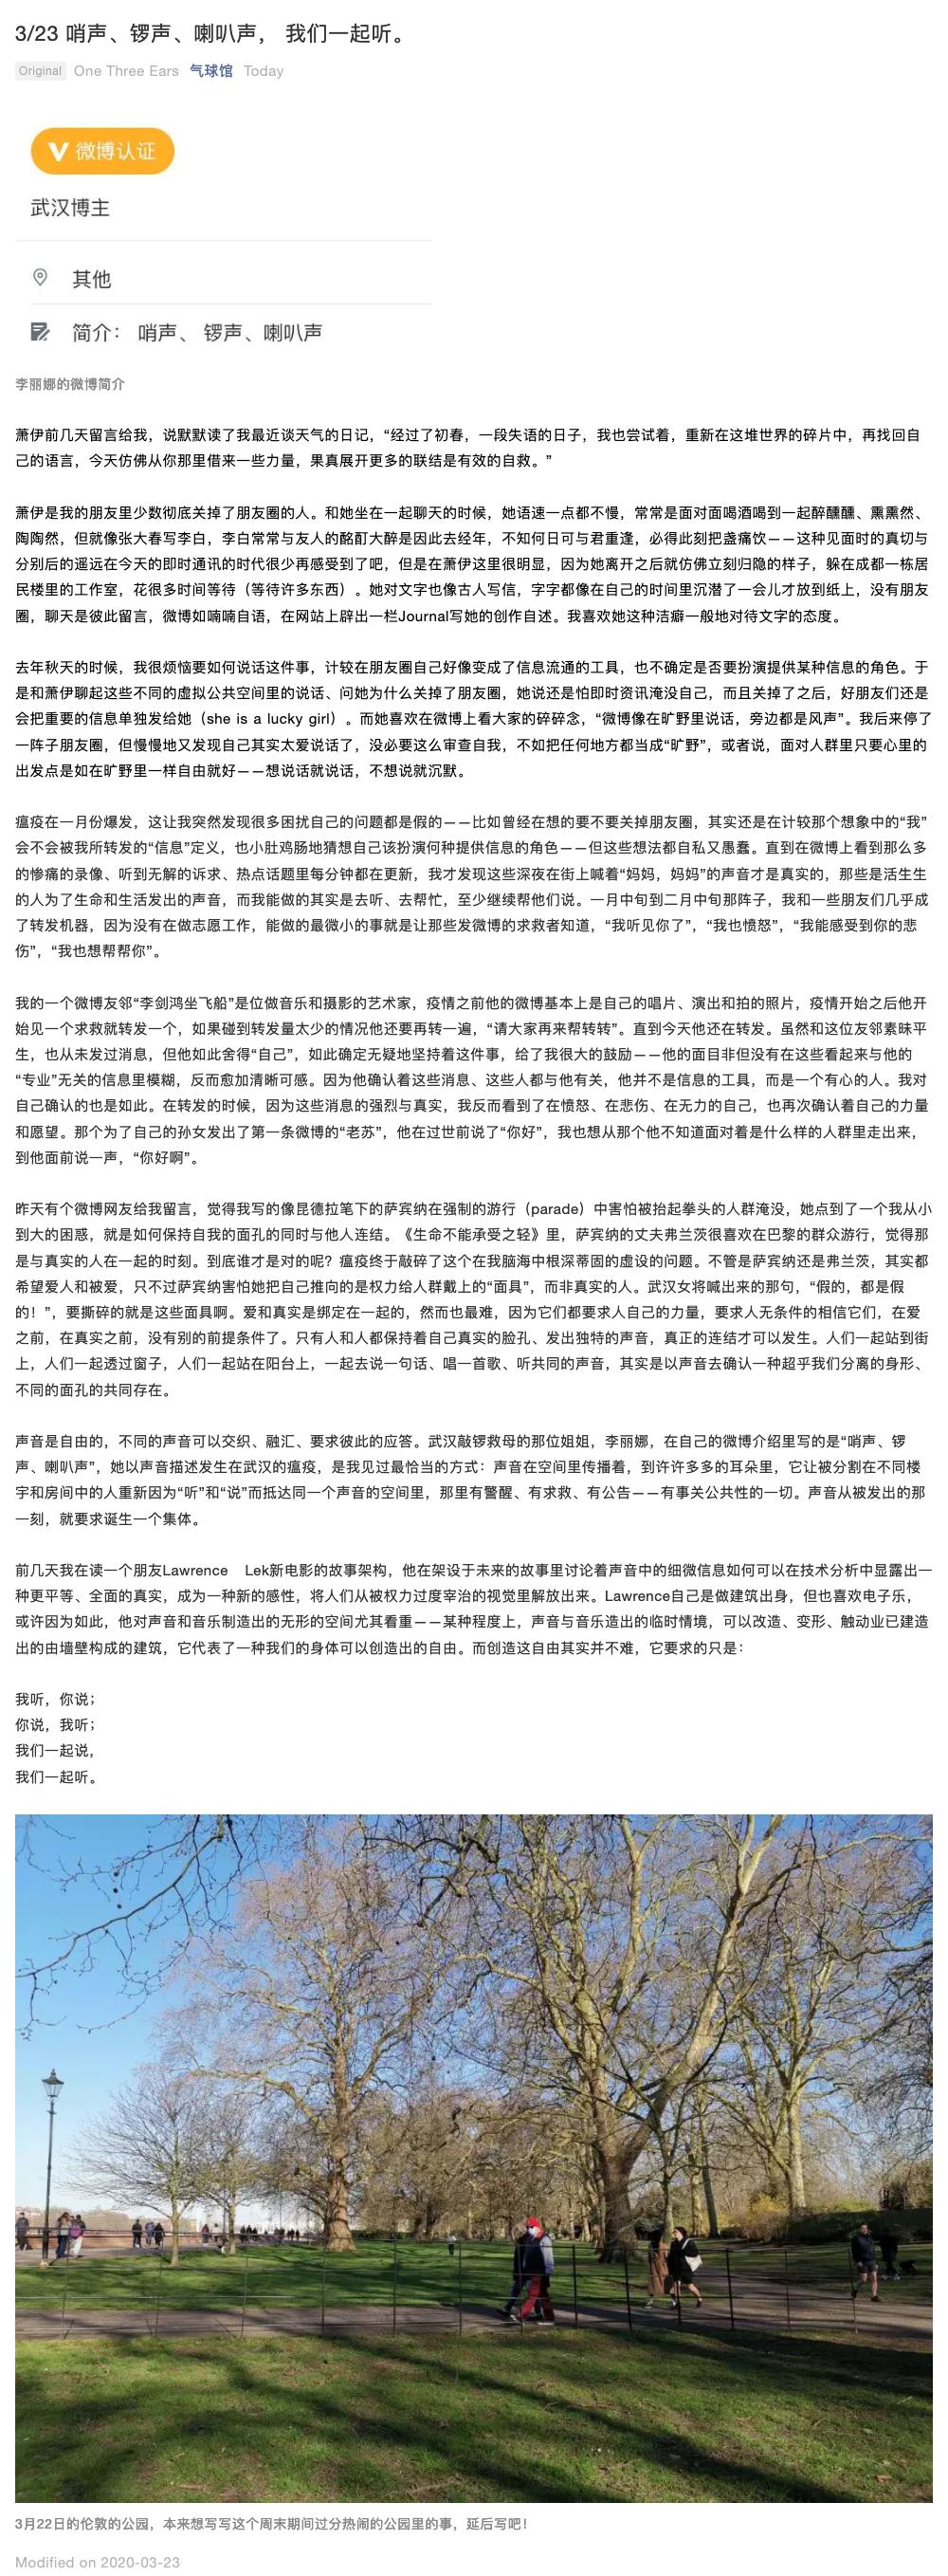 3/23 哨声、锣声、喇叭声， 我们一起听。
Original One Three Ears 气球馆 Today
V 微博认证
武汉博主
其他
简介： 哨声、 锣声、喇叭声
李丽娜的微博简介
萧伊前几天留言给我，说默默读了我最近谈天气的日记，“经过了初春，一段失语的日子，我也尝试着，重新在这堆世界的碎片中，再找回自
己的语言，今天仿佛从你那里借来一些力量，果真展开更多的联结是有效的自救。”
萧伊是我的朋友里少数彻底关掉了朋友圈的人。和她坐在一起聊天的时候，她语速一点都不慢，常常是面对面喝酒喝到一起醉醺醺、熏熏然、
陶陶然，但就像张大春写李白，李白常常与友人的酩酊大醉是因此去经年，不知何日可与君重逢，必得此刻把盏痛饮——这种见面时的真切与
分别后的遥远在今天的即时通讯的时代很少再感受到了吧，但是在萧伊这里很明显，因为她离开之后就仿佛立刻归隐的样子，躲在成都一栋居
民楼里的工作室，花很多时间等待（等待许多东西）。她对文字也像古人写信，字字都像在自己的时间里沉潜了一会儿才放到纸上，没有朋友
圈，聊天是彼此留言，微博如喃喃自语，在网站上辟出一栏Journal写她的创作自述。我喜欢她这种洁癖一般地对待文字的态度。
去年秋天的时候，我很烦恼要如何说话这件事，计较在朋友圈自己好像变成了信息流通的工具，也不确定是否要扮演提供某种信息的角色。于
是和萧伊聊起这些不同的虚拟公共空间里的说话、问她为什么关掉了朋友圈，她说还是怕即时资讯淹没自己，而且关掉了之后，好朋友们还是
会把重要的信息单独发给她（she is a lucky girl）。而她喜欢在微博上看大家的碎碎念，“微博像在旷野里说话，旁边都是风声”。我后来停了
一阵子朋友圈，但慢慢地又发现自己其实太爱说话了，没必要这么审查自我，不如把任何地方都当成“旷野”，或者说，面对人群里只要心里的
出发点是如在旷野里一样自由就好——想说话就说话，不想说就沉默。
瘟疫在一月份爆发，这让我突然发现很多困扰自己的问题都是假的——比如曾经在想的要不要关掉朋友圈，其实还是在计较那个想象中的“我”
会不会被我所转发的“信息”定义，也小肚鸡肠地猜想自己该扮演何种提供信息的角色——但这些想法都自私又愚蠢。直到在微博上看到那么多
的惨痛的录像、听到无解的诉求、热点话题里每分钟都在更新，我才发现这些深夜在街上喊着“妈妈，妈妈”的声音才是真实的，那些是活生生
的人为了生命和生活发出的声音，而我能做的其实是去听、去帮忙，至少继续帮他们说。一月中旬到二月中旬那阵子，我和一些朋友们几乎成
了转发机器，因为没有在做志愿工作，能做的最微小的事就是让那些发微博的求救者知道，“我听见你了”，“我也愤怒”，“我能感受到你的悲
伤”，“我也想帮帮你”。
我的一个微博友邻“李剑鸿坐飞船”是位做音乐和摄影的艺术家，疫情之前他的微博基本上是自己的唱片、演出和拍的照片，疫情开始之后他开
始见一个求救就转发一个，如果碰到转发量太少的情况他还要再转一遍，“请大家再来帮转转”。直到今天他还在转发。虽然和这位友邻素昧平
生，也从未发过消息，但他如此舍得“自己”，如此确定无疑地坚持着这件事，给了我很大的鼓励——他的面目非但没有在这些看起来与他的
“专业”无关的信息里模糊，反而愈加清晰可感。因为他确认着这些消息、这些人都与他有关，他并不是信息的工具，而是一个有心的人。我对
自己确认的也是如此。在转发的时候，因为这些消息的强烈与真实，我反而看到了在愤怒、在悲伤、在无力的自己，也再次确认着自己的力量
和愿望。那个为了自己的孙女发出了第一条微博的“老苏”，他在过世前说了“你好”，我也想从那个他不知道面对着是什么样的人群里走出来，
到他面前说一声，“你好啊”。
昨天有个微博网友给我留言，觉得我写的像昆德拉笔下的萨宾纳在强制的游行（parade）中害怕被抬起拳头的人群淹没，她点到了一个我从小
到大的困惑，就是如何保持自我的面孔的同时与他人连结。《生命不能承受之轻》里，萨宾纳的丈夫弗兰茨很喜欢在巴黎的群众游行，觉得那
是与真实的人在一起的时刻。到底谁才是对的呢？瘟疫终于敲碎了这个在我脑海中根深蒂固的虚设的问题。不管是萨宾纳还是弗兰茨，其实都
希望爱人和被爱，只不过萨宾纳害怕她把自己推向的是权力给人群戴上的“面具”，而非真实的人。武汉女将喊出来的那句，“假的，都是假
的！”，要撕碎的就是这些面具啊。爱和真实是绑定在一起的，然而也最难，因为它们都要求人自己的力量，要求人无条件的相信它们，在爱
之前，在真实之前，没有别的前提条件了。只有人和人都保持着自己真实的脸孔、发出独特的声音，真正的连结才可以发生。人们一起站到街
上，人们一起透过窗子，人们一起站在阳台上，一起去说一句话、唱一首歌、听共同的声音，其实是以声音去确认一种超乎我们分离的身形、
不同的面孔的共同存在。
声音是自由的，不同的声音可以交织、融汇、要求彼此的应答。武汉敲锣救母的那位姐姐，李丽娜，在自己的微博介绍里写的是“哨声、锣
声、喇叭声”，她以声音描述发生在武汉的瘟疫，是我见过最恰当的方式：声音在空间里传播着，到许许多多的耳朵里，它让被分割在不同楼
宇和房间中的人重新因为“听”和“说”而抵达同一个声音的空间里，那里有警醒、有求救、有公告——有事关公共性的一切。声音从被发出的那
一刻，就要求诞生一个集体。
前几天我在读一个朋友Lawrence Lek新电影的故事架构，他在架设于未来的故事里讨论着声音中的细微信息如何可以在技术分析中显露出一
种更平等、全面的真实，成为一种新的感性，将人们从被权力过度宰治的视觉里解放出来。Lawrence自己是做建筑出身，但也喜欢电子乐，
或许因为如此，他对声音和音乐制造出的无形的空间尤其看重——某种程度上，声音与音乐造出的临时情境，可以改造、变形、触动业已建造
出的由墙壁构成的建筑，它代表了一种我们的身体可以创造出的自由。而创造这自由其实并不难，它要求的只是：
我听，你说；
你说，我听；
我们一起说，
我们一起听。
3月22日的伦敦的公园，本来想写写这个周末期间过分热闹的公园里的事，延后写吧！
Modified on 2020-03-23